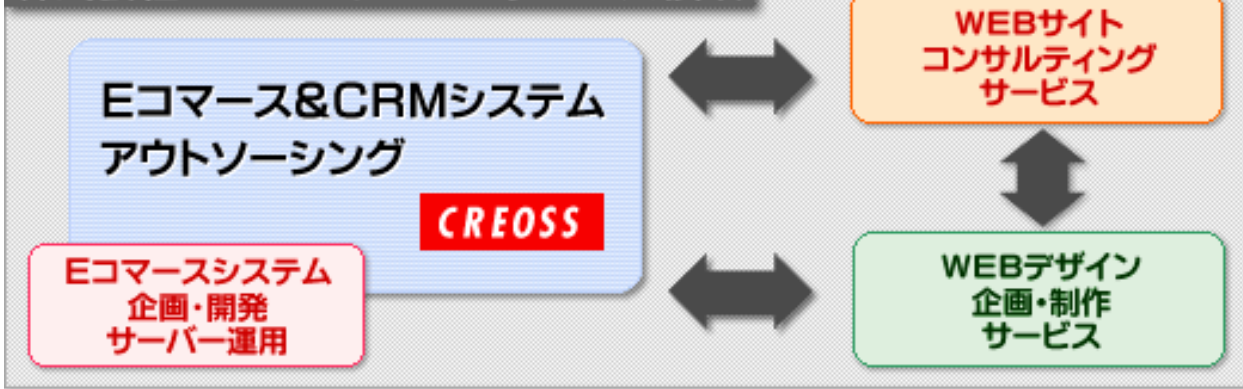 Eコマース&CRMシステム
アウトソーシング
CREOSS
Eコマースシステム
企画・開発
サーバー運用
WEBサイト
コンサルティング
サービス
WEBデザイン
企画・制作
サービス